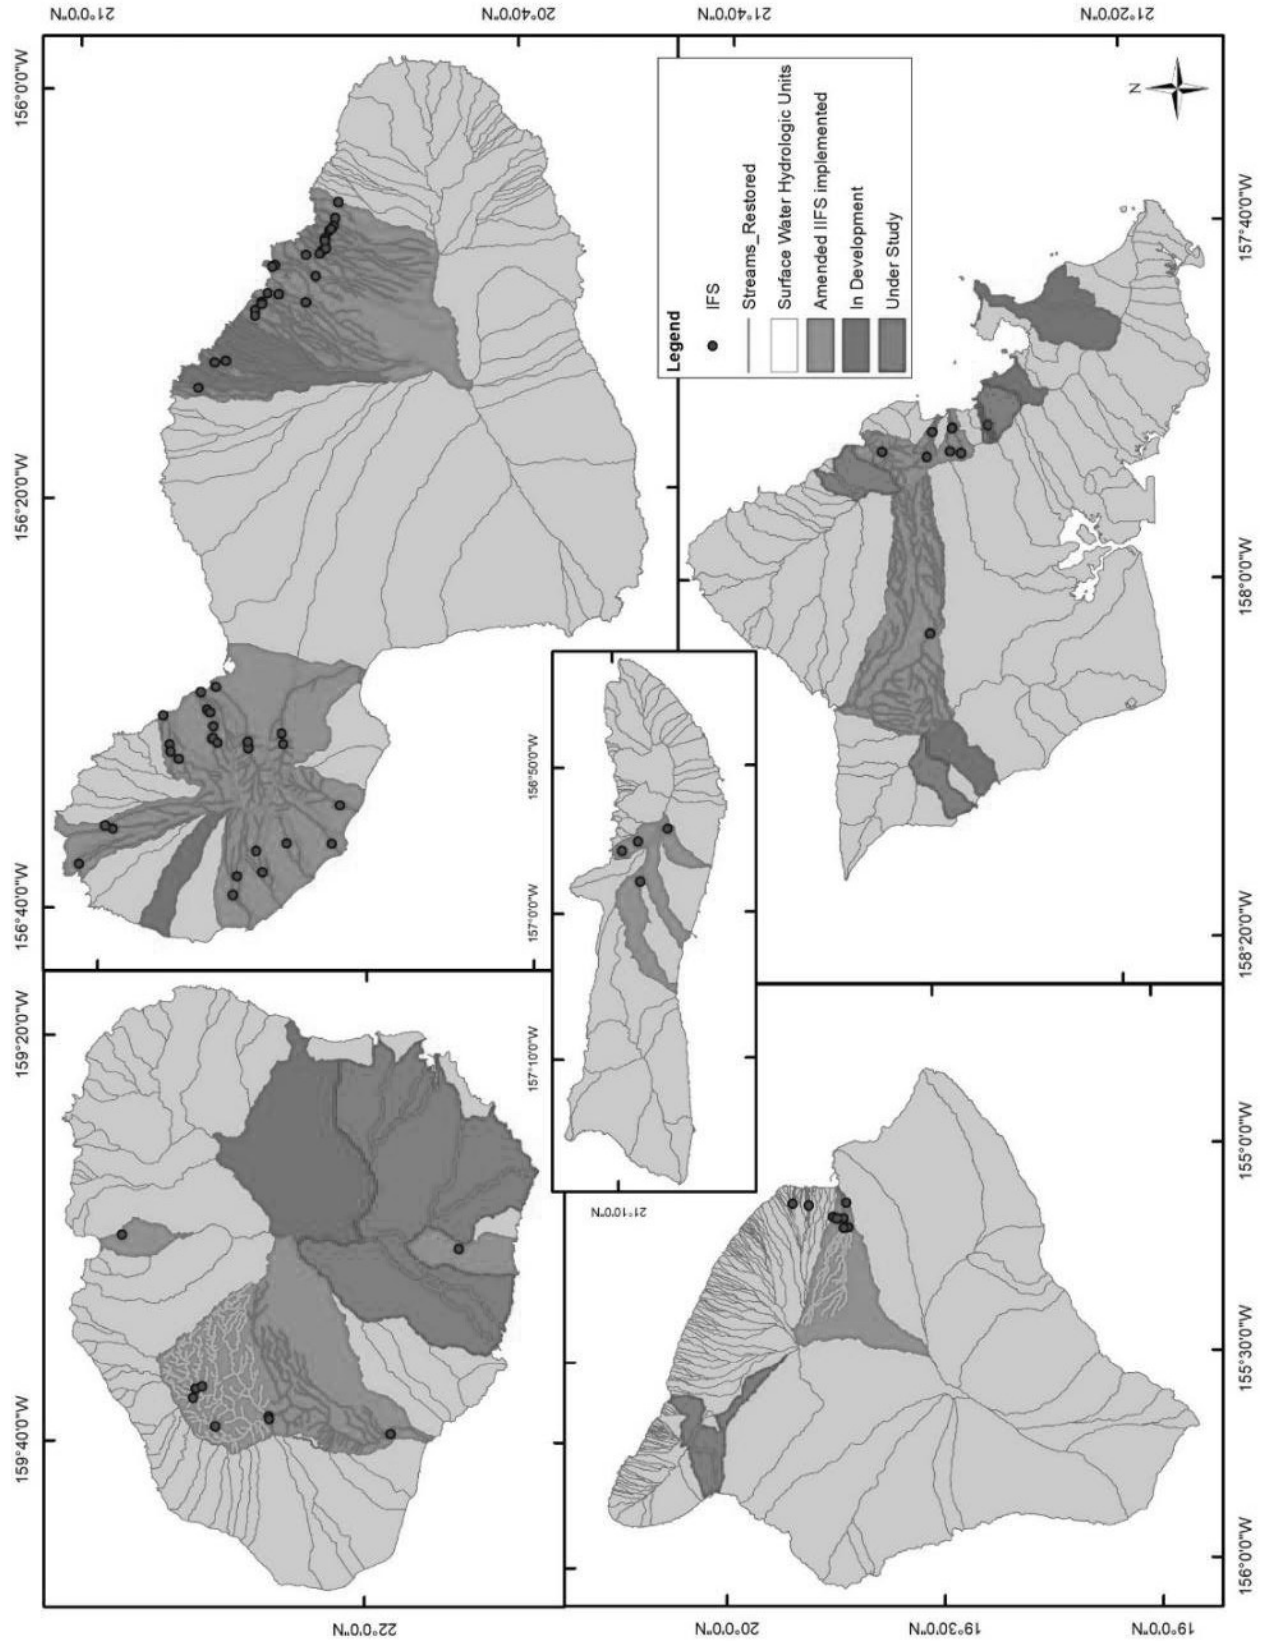 21°0'0"N
20°40'0"N
21°40'0"N
21°20'0"N
156°0'0"W
156°20'0"W
156°40'0"W
159°20'0"W
159°40'0"W
22°0'0"N
156°50'0"W
157°0'0"W
157°10'0"W
21°10'0"N
N
Legend
IFS
Streams_Restored
Surface Water Hydrologic Units
Amended IIFS implemented
In Development
Under Study
157°40'0"W
158°0'0"W
158°20'0"W
155°0'0"W
155°30'0"W
156°0'0"W
20°0'0"N
19°30'0"N
19°0'0"N